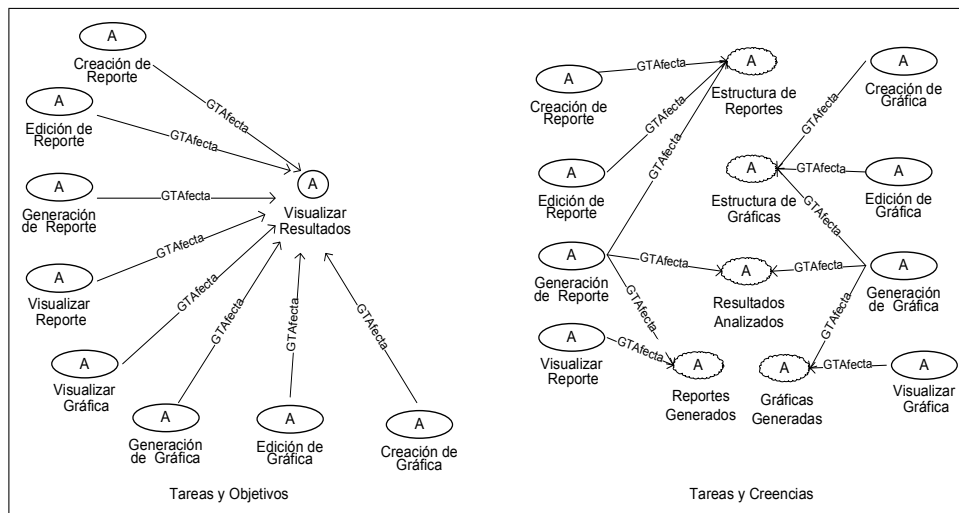 A
Creación de
Reporte
GTAfecta
A
Edición de
Reporte
GTAfecta
A
Generación
de Reporte
GTAfecta
A
Visualizar
Resultados
A
Visualizar
Reporte
GTAfecta
A
Visualizar
Gráfica
GTAfecta
A
Generación
de Gráfica
GTAfecta
A
Edición de
Gráfica
GTAfecta
A
Creación de
Gráfica
GTAfecta
Tareas y Objetivos
A
Creación de
Reporte
GTAfecta
A
Estructura de
Reportes
A
Creación de
Gráfica
GTAfecta
A
Edición de
Reporte
GTAfecta
A
Estructura de
Gráficas
GTAfecta
A
Edición de
Gráfica
GTAfecta
GTAfecta
A
Generación
de Reporte
GTAfecta
A
Resultados
Analizados
GTAfecta
A
Generación
de Gráfica
GTAfecta
GTAfecta
A
Visualizar
Reporte
GTAfecta
A
Reportes
Generados
A
Gráficas
Generadas
GTAfecta
A
Visualizar
Gráfica
Tareas y Creencias